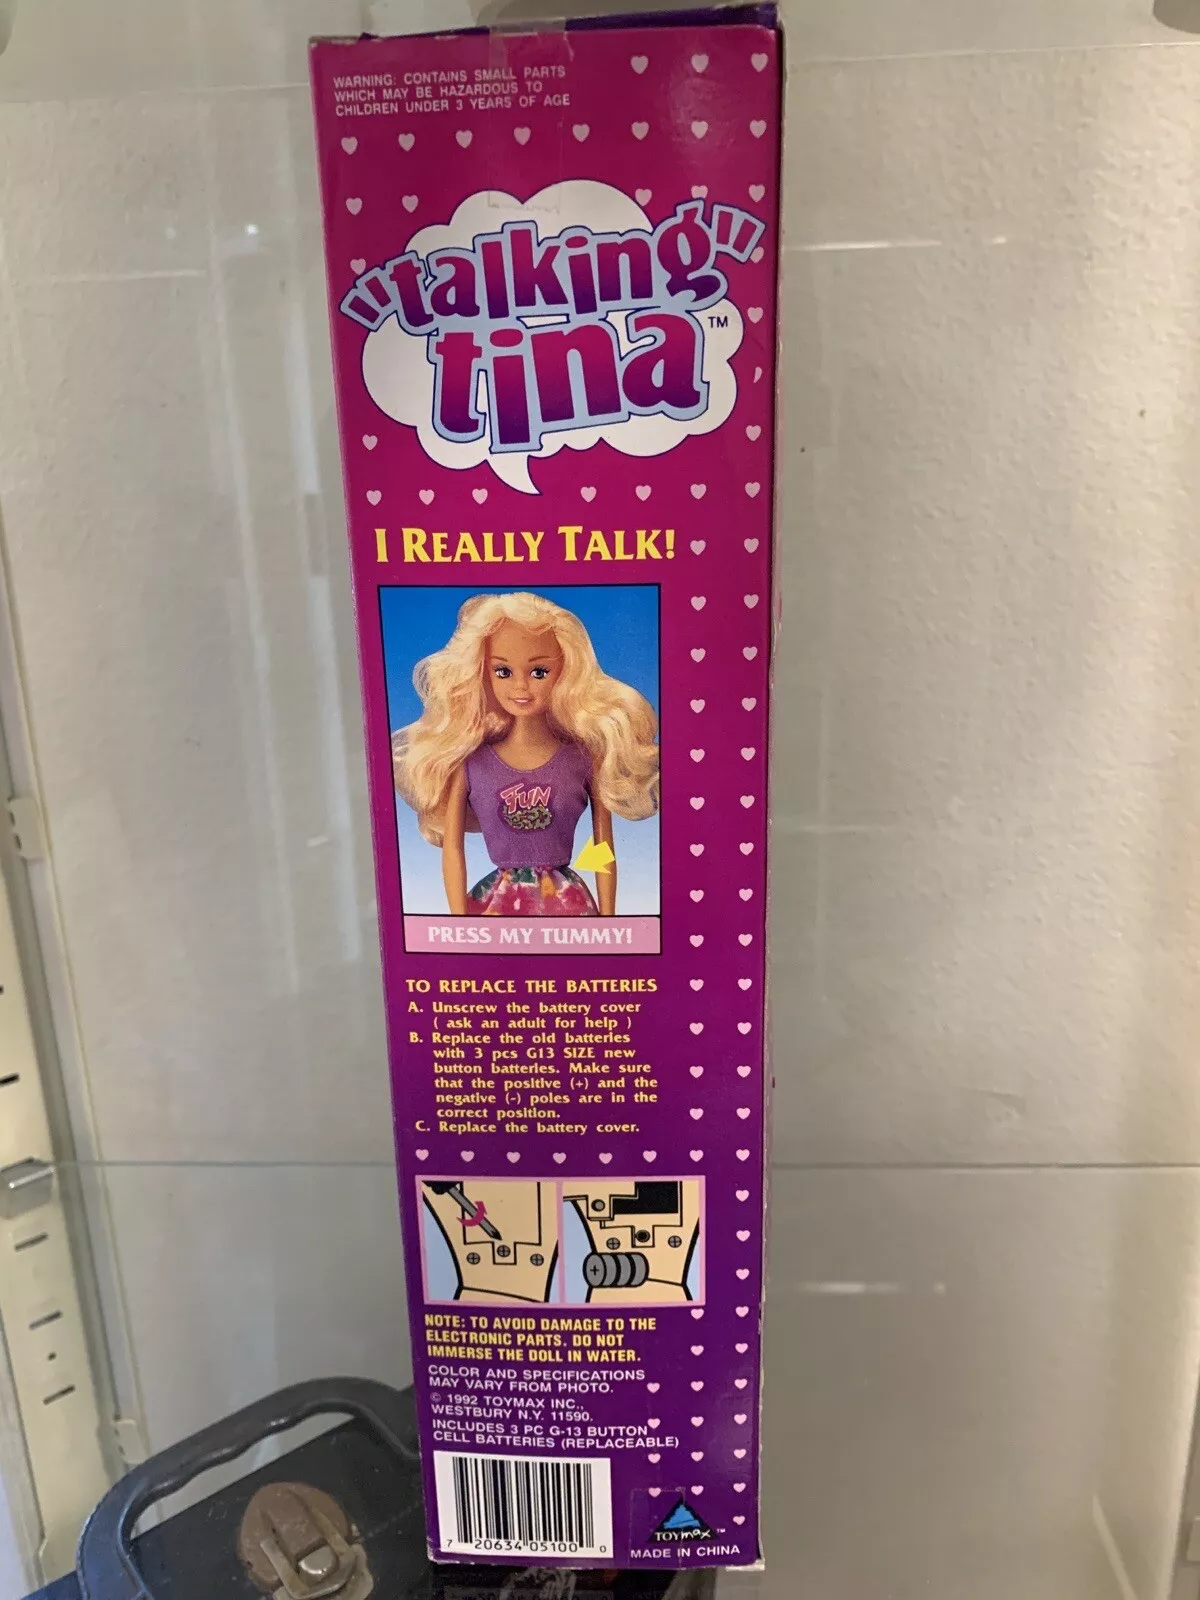 WARNING: CONTAINS SMALL PARTS
WHICH MAY BE HAZARDOUS TO
CHILDREN UNDER 3 YEARS OF AGE
"talking"
tina™
I REALLY TALK!
FUN
PRESS MY TUMMY!
TO REPLACE THE BATTERIES
A. Unscrew the battery cover
( ask an adult for help )
B. Replace the old batteries
with 3 pcs G13 SIZE new
button batteries. Make sure
that the positive (+) and the
negative (-) poles are in the
correct position.
C. Replace the battery cover.
+
NOTE: TO AVOID DAMAGE TO THE
ELECTRONIC PARTS, DO NOT
IMMERSE THE DOLL IN WATER.
COLOR AND SPECIFICATIONS
MAY VARY FROM PHOTO.
© 1992 TOYMAX INC.,
WESTBURY N.Y. 11590.
INCLUDES 3 PC G-13 BUTTON
CELL BATTERIES (REPLACEABLE)
7 20634 05100 0
TOYmax™
MADE IN CHINA